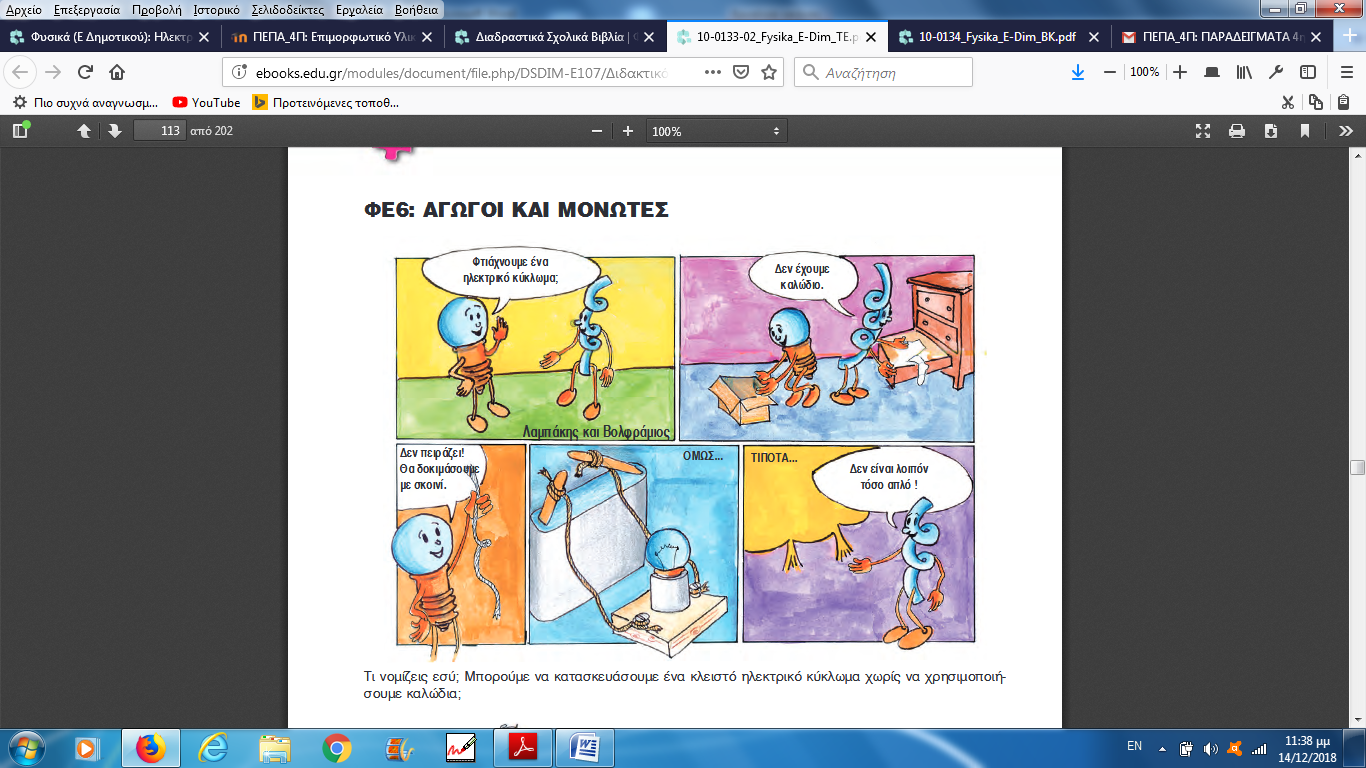 Αρχείο Επεξεργασία Προβολή Ιστορικό Σελιδοδείκτες Εργαλεία Βοήθεια
Φυσικά (Ε Δημοτικού): Ηλεκτρ
ΠΕΠΑ_4Π: Επιμορφωτικό Υλικ
Διαδραστικά Σχολικά Βιβλία |
10-0133-02_Fysika_E-Dim_TE.p
10-0134_Fysika_E-Dim_BK.pdf
ΠΕΠΑ_4Π: ΠΑΡΑΔΕΙΓΜΑΤΑ 4η
ebooks.edu.gr/modules/document/file.php/DSDIM-E107/Διδακτικό
Αναζήτηση
100%
Πιο συχνά αναγνωσμ...
YouTube
Προτεινόμενες τοποθ...
113 από 202
100%
ΦΕ6: ΑΓΩΓΟΙ ΚΑΙ ΜΟΝΩΤΕΣ
Φτιάχνουμε ένα
ηλεκτρικό κύκλωμα;
Λαμπάκης και Βολφράμιος
Δεν έχουμε
καλώδιο.
Δεν πειράζει!
Θα δοκιμάσουμε
με σκοινί.
ΟΜΩΣ...
ΤΙΠΟΤΑ...
Δεν είναι λοιπόν
τόσο απλό !
Τι νομίζεις εσύ; Μπορούμε να κατασκευάσουμε ένα κλειστό ηλεκτρικό κύκλωμα χωρίς να χρησιμοποιή-
σουμε καλώδια;
EN
11:38 μμ
14/12/2018